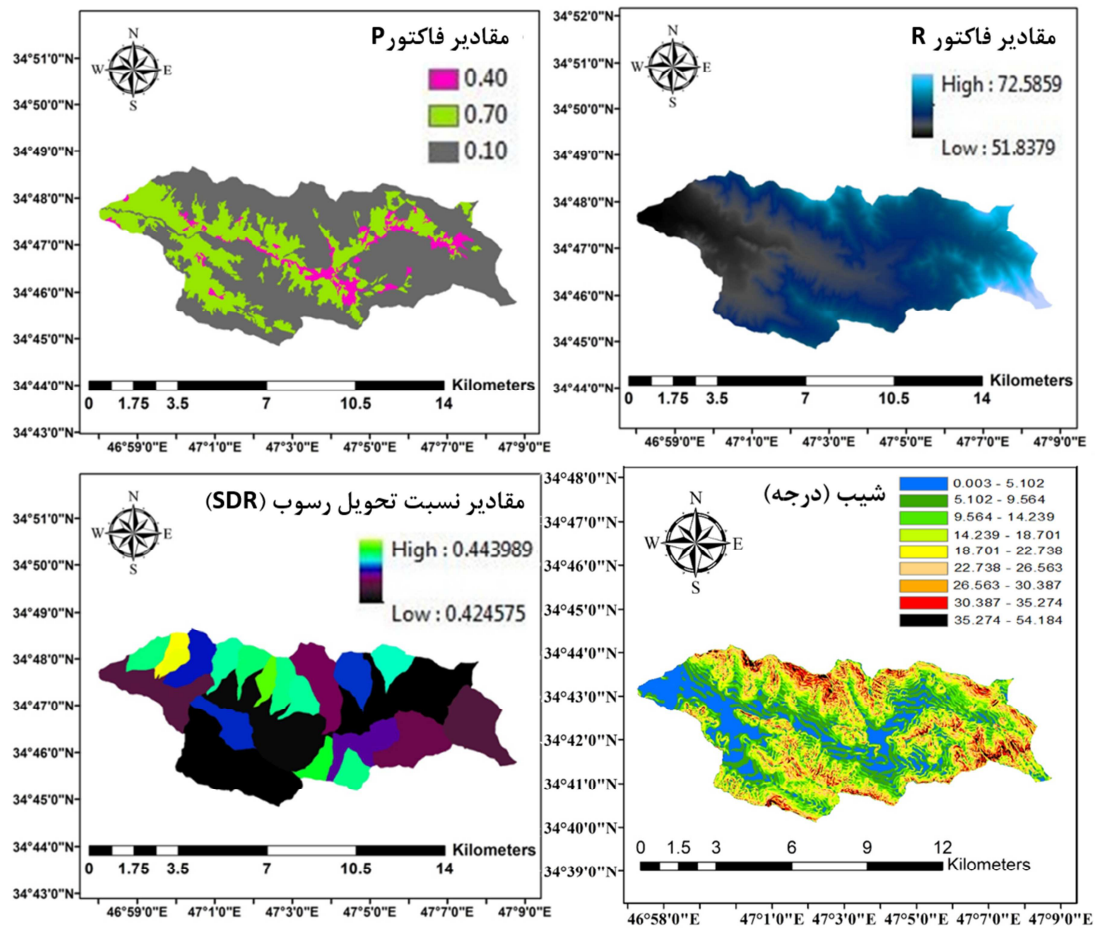 مقادیر فاکتورP
N
W E
S
0.40
0.70
0.10
34°51'0"N
34°50'0"N
34°49'0"N
34°48'0"N
34°47'0"N
34°46'0"N
34°45'0"N
34°44'0"N
34°43'0"N
Kilometers
0 1.75 3.5 7 10.5 14
46°59'0"E 47°1'0"E 47°3'0"E 47°5'0"E 47°7'0"E 47°9'0"E
مقادیر فاکتور R
N
W E
S
High : 72.5859
Low : 51.8379
34°52'0"N
34°51'0"N
34°50'0"N
34°49'0"N
34°48'0"N
34°47'0"N
34°46'0"N
34°45'0"N
34°44'0"N
Kilometers
0 1.75 3.5 7 10.5 14
46°59'0"E 47°1'0"E 47°3'0"E 47°5'0"E 47°7'0"E 47°9'0"E
مقادیر نسبت تحویل رسوب (SDR)
N
W E
S
High : 0.443989
Low : 0.424575
34°51'0"N
34°50'0"N
34°49'0"N
34°48'0"N
34°47'0"N
34°46'0"N
34°45'0"N
34°44'0"N
34°43'0"N
Kilometers
0 1.75 3.5 7 10.5 14
46°59'0"E 47°1'0"E 47°3'0"E 47°5'0"E 47°7'0"E 47°9'0"E
شیب (درجه)
N
W E
S
0.003 - 5.102
5.102 - 9.564
9.564 - 14.239
14.239 - 18.701
18.701 - 22.738
22.738 - 26.563
26.563 - 30.387
30.387 - 35.274
35.274 - 54.184
34°48'0"N
34°47'0"N
34°46'0"N
34°45'0"N
34°44'0"N
34°43'0"N
34°42'0"N
34°41'0"N
34°40'0"N
34°39'0"N
0 1.5 3 6 9 12
Kilometers
46°58'0"E 47°1'0"E 47°3'0"E 47°5'0"E 47°7'0"E 47°9'0"E